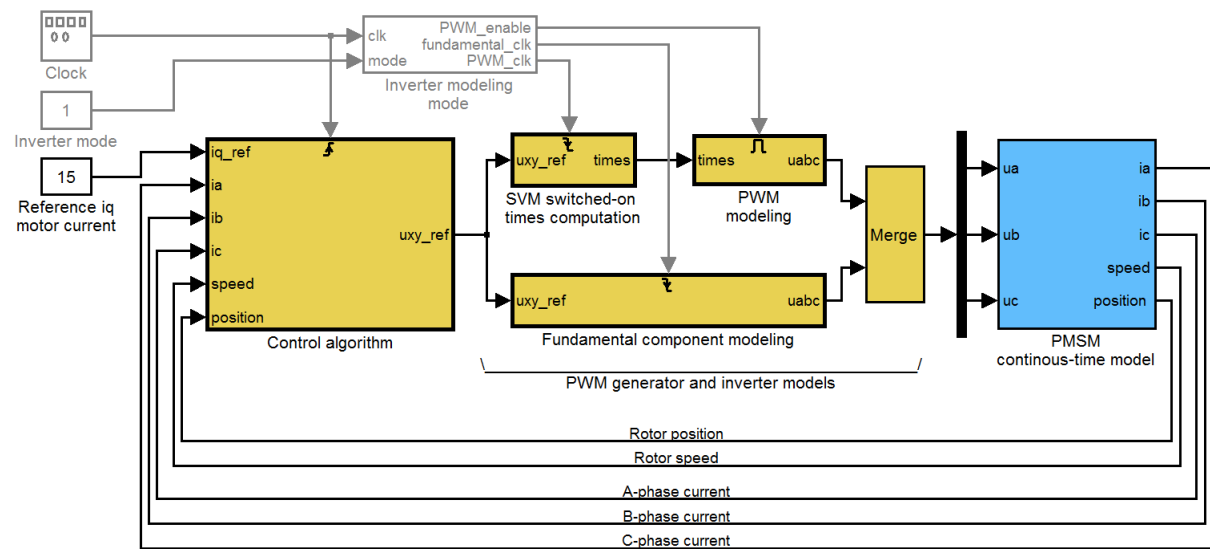 Clock
1
Inverter mode
clk
mode
PWM_enable
fundamental_clk
PWM_clk
Inverter modeling
mode
15
Reference iq
motor current
iq_ref
ia
ib
ic
speed
position
uxy_ref
Control algorithm
uxy_ref
times
SVM switched-on
times computation
times
uabc
PWM
modeling
uxy_ref
uabc
Fundamental component modeling
Merge
PWM generator and inverter models
ua
ub
uc
ia
ib
ic
speed
position
PMSM
continous-time model
Rotor position
Rotor speed
A-phase current
B-phase current
C-phase current